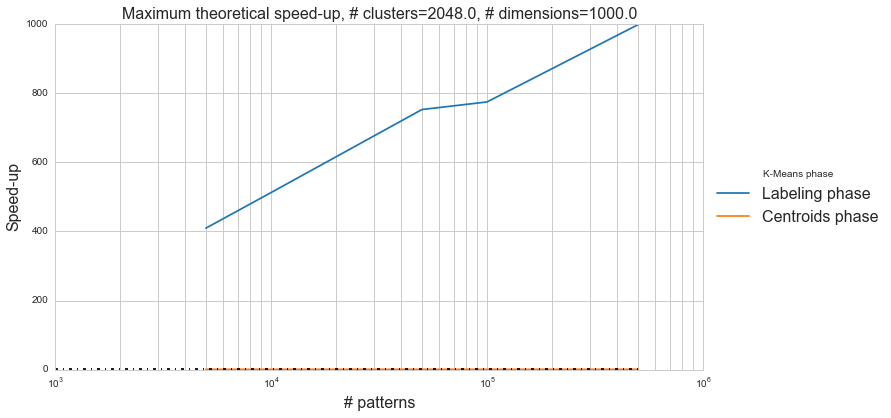 Maximum theoretical speed-up, # clusters=2048.0, # dimensions=1000.0
1000
800
600
400
200
0
Speed-up
10^3
10^4
10^5
10^6
# patterns
K-Means phase
Labeling phase
Centroids phase